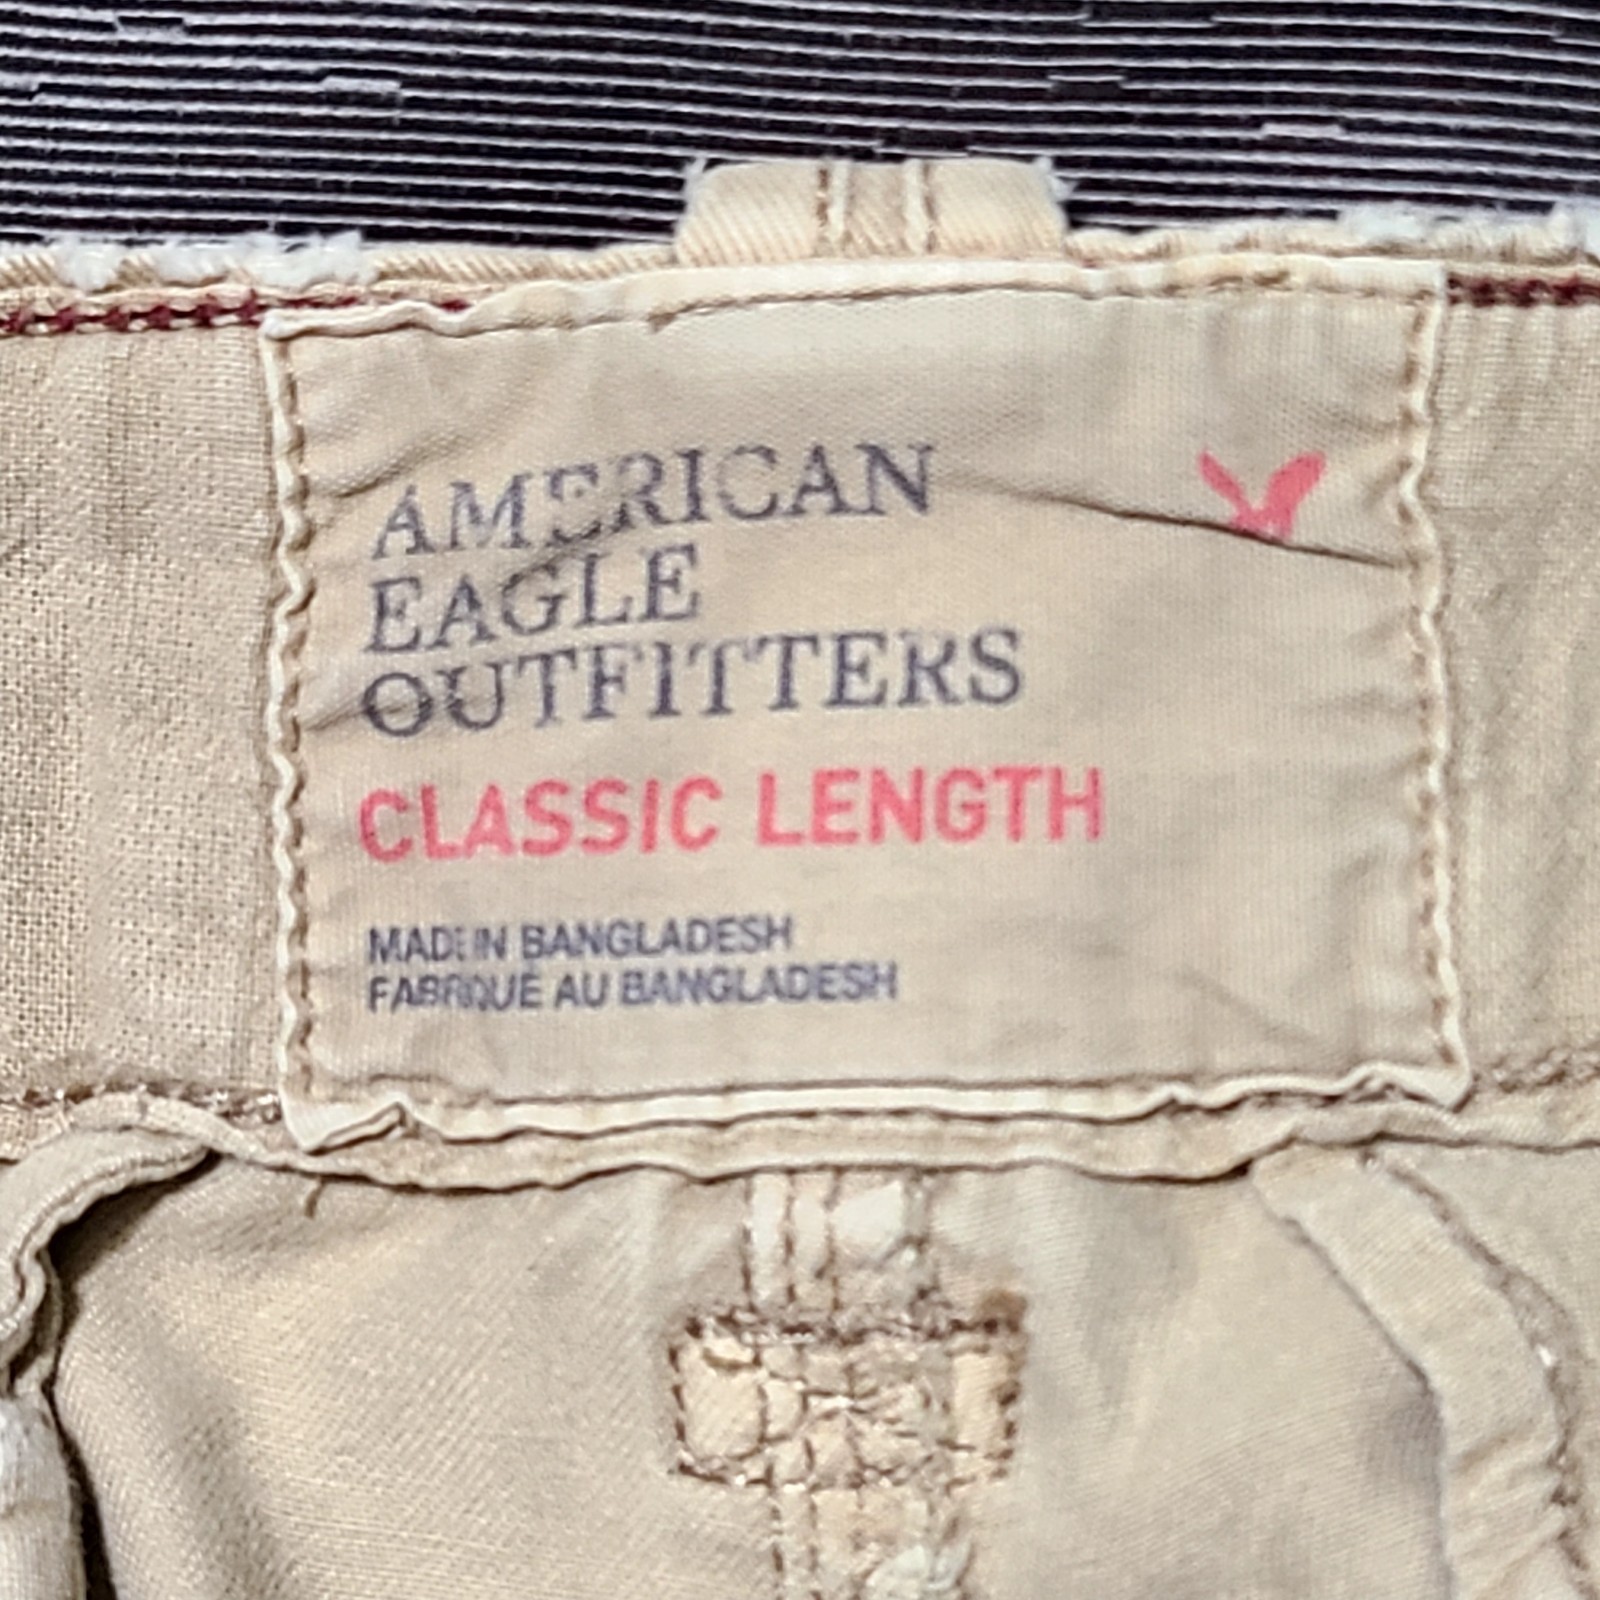 AMERICAN
EAGLE
OUTFITTERS
CLASSIC LENGTH
MADE IN BANGLADESH
FABRIQUÉ AU BANGLADESH